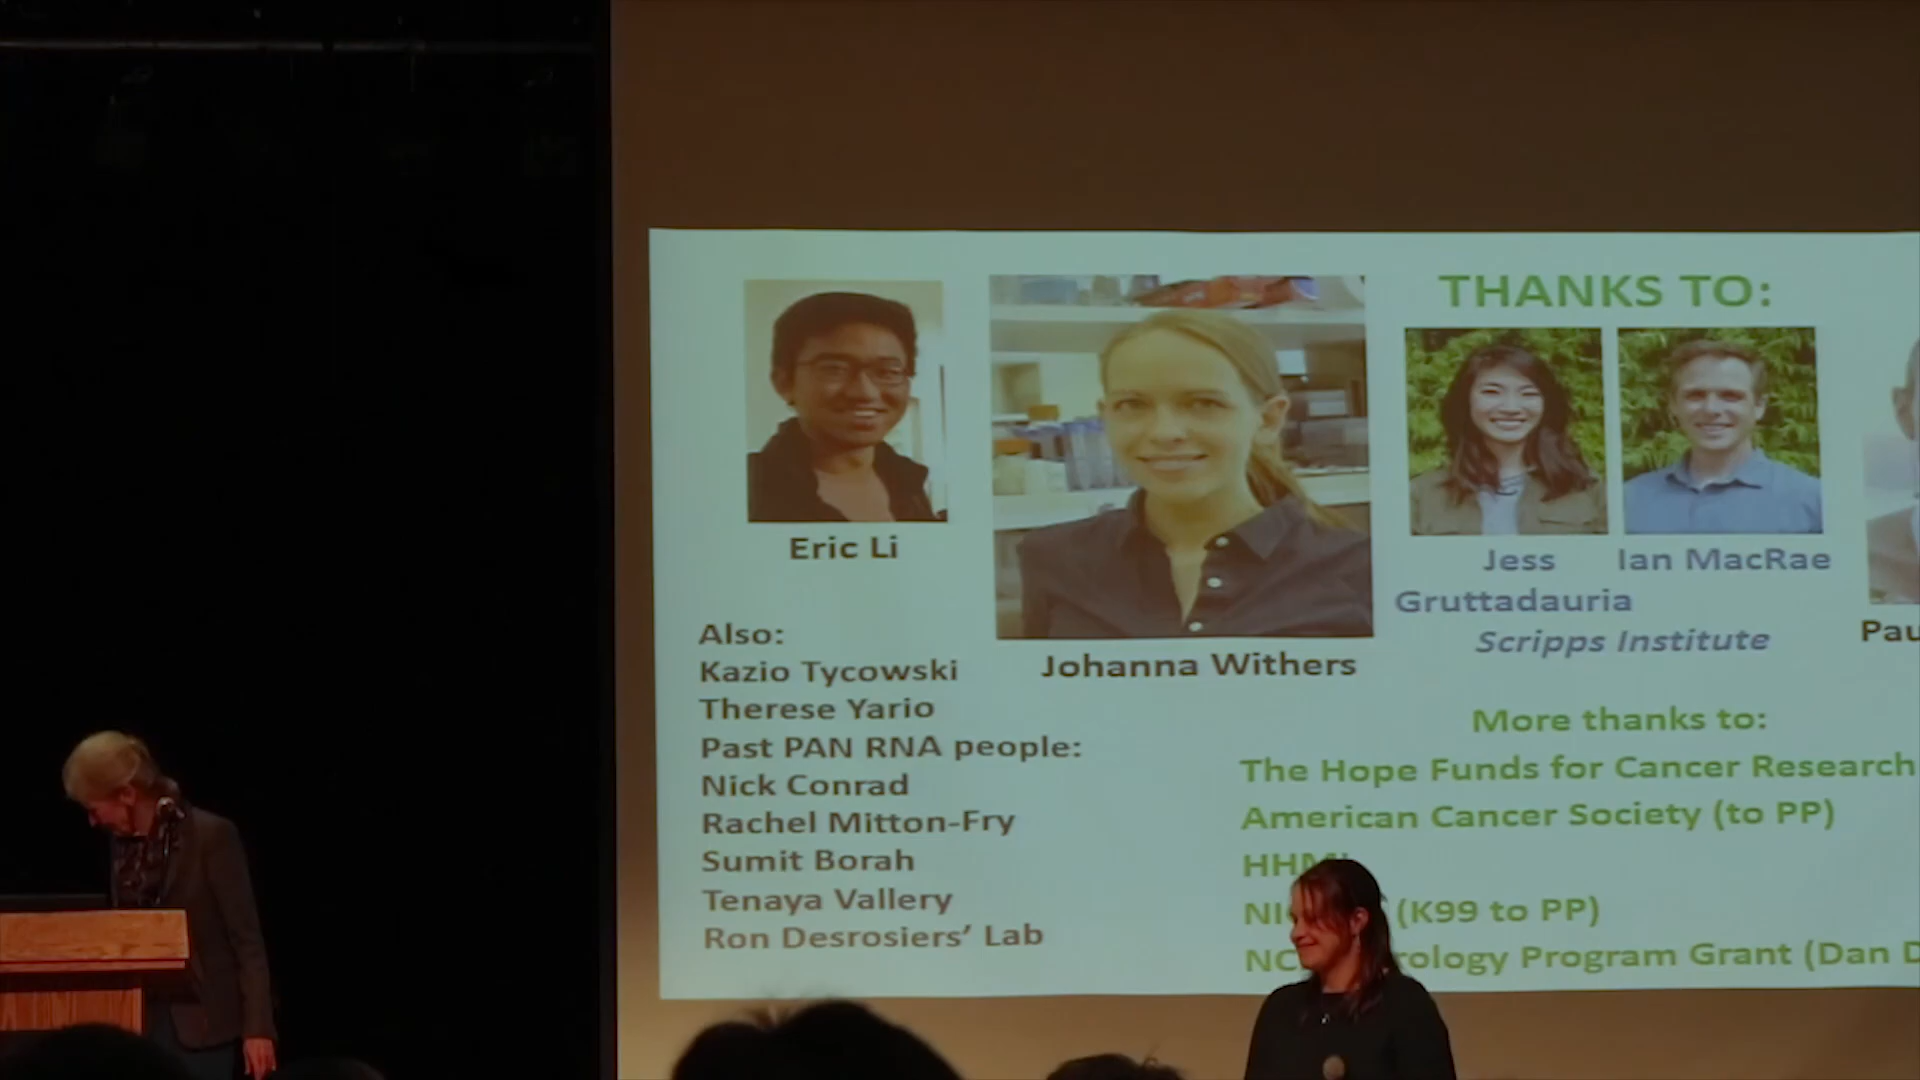 THANKS TO:
Eric Li
Johanna Withers
Jess
Gruttadauria
Ian MacRae
Scripps Institute
Pau
Also:
Kazio Tycowski
Therese Yario
Past PAN RNA people:
Nick Conrad
Rachel Mitton-Fry
Sumit Borah
Tenaya Vallery
Ron Desrosiers’ Lab
More thanks to:
The Hope Funds for Cancer Research
American Cancer Society (to PP)
HHMI
(K99 to PP)
Program Grant (Dan D